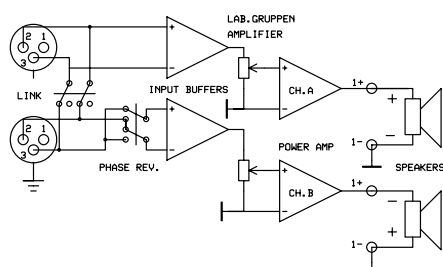 LAB.GRUPPEN
AMPLIFIER
2 1
3
LINK
INPUT BUFFERS
+
−
CH.A
+
−
1+
+
−
1-
2 1
3
PHASE REV.
+
−
POWER AMP
SPEAKERS
CH.B
+
−
1+
−
+
1-